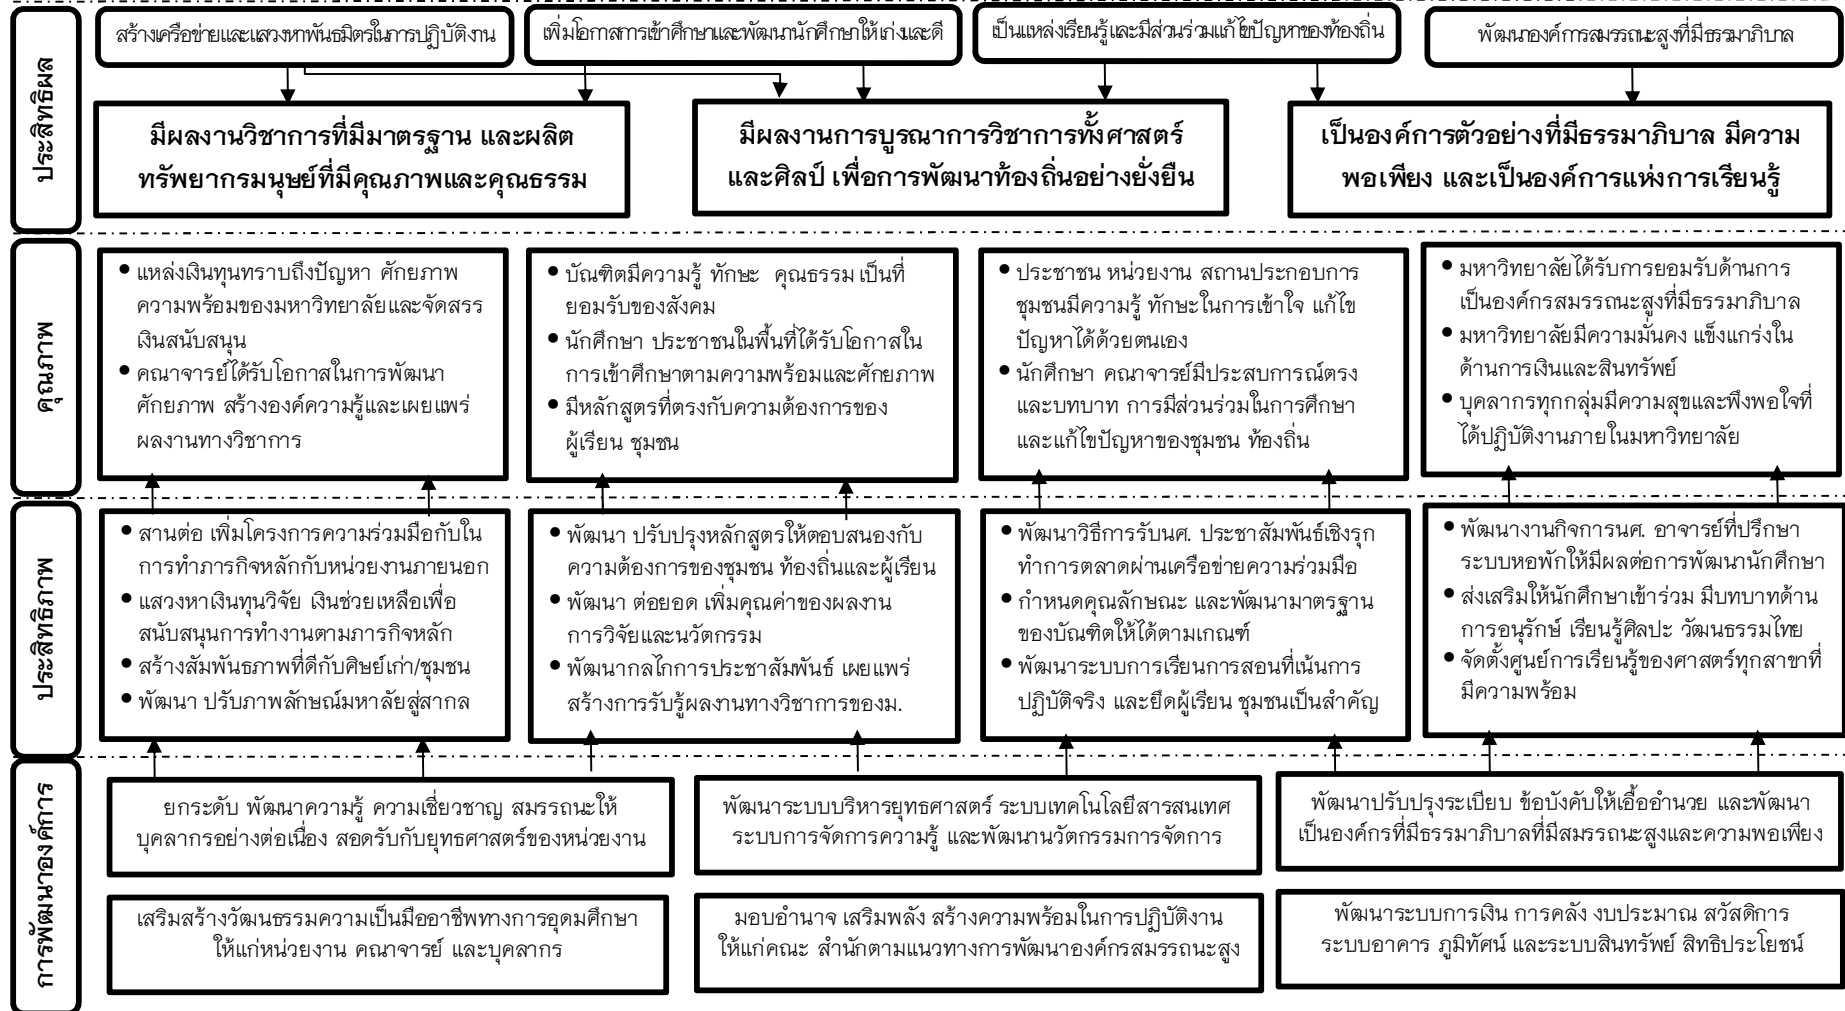 ประสิทธิผล
สร้างเครือข่ายและแสวงหาพันธมิตรในการปฏิบัติงาน
เพิ่มโอกาสการเข้าศึกษาและพัฒนานักศึกษาให้เก่งและดี
เป็นแหล่งเรียนรู้และมีส่วนร่วมแก้ไขปัญหาของท้องถิ่น
พัฒนาองค์การสมรรถนะสูงที่มีธรรมาภิบาล
มีผลงานวิชาการที่มีมาตรฐาน และผลิต
ทรัพยากรมนุษย์ที่มีคุณภาพและคุณธรรม
มีผลงานการบูรณาการวิชาการทั้งศาสตร์
และศิลป์ เพื่อการพัฒนาท้องถิ่นอย่างยั่งยืน
เป็นองค์การตัวอย่างที่มีธรรมาภิบาล มีความ
พอเพียง และเป็นองค์การแห่งการเรียนรู้
คุณภาพ
• แหล่งเงินทุนทราบถึงปัญหา ศักยภาพ
ความพร้อมของมหาวิทยาลัยและจัดสรร
เงินสนับสนุน
• คณาจารย์ได้รับโอกาสในการพัฒนา
ศักยภาพ สร้างองค์ความรู้และเผยแพร่
ผลงานทางวิชาการ
• บัณฑิตมีความรู้ ทักษะ คุณธรรม เป็นที่
ยอมรับของสังคม
• นักศึกษา ประชาชนในพื้นที่ได้รับโอกาสใน
การเข้าศึกษาตามความพร้อมและศักยภาพ
• มีหลักสูตรที่ตรงกับความต้องการของ
ผู้เรียน ชุมชน
• ประชาชน หน่วยงาน สถานประกอบการ
ชุมชนมีความรู้ ทักษะในการเข้าใจ แก้ไข
ปัญหาได้ด้วยตนเอง
• นักศึกษา คณาจารย์มีประสบการณ์ตรง
และบทบาท การมีส่วนร่วมในการศึกษา
และแก้ไขปัญหาของชุมชน ท้องถิ่น
• มหาวิทยาลัยได้รับการยอมรับด้านการ
เป็นองค์กรสมรรถนะสูงที่มีธรรมาภิบาล
• มหาวิทยาลัยมีความมั่นคง แข็งแกร่งใน
ด้านการเงินและสินทรัพย์
• บุคลากรทุกกลุ่มมีความสุขและพึงพอใจที่
ได้ปฏิบัติงานภายในมหาวิทยาลัย
ประสิทธิภาพ
• สานต่อ เพิ่มโครงการความร่วมมือกับใน
การทำภารกิจหลักกับหน่วยงานภายนอก
• แสวงหาเงินทุนวิจัย เงินช่วยเหลือเพื่อ
สนับสนุนการทำงานตามภารกิจหลัก
• สร้างสัมพันธภาพที่ดีกับศิษย์เก่า/ชุมชน
• พัฒนา ปรับภาพลักษณ์มหาลัยสู่สากล
• พัฒนา ปรับปรุงหลักสูตรให้ตอบสนองกับ
ความต้องการของชุมชน ท้องถิ่นและผู้เรียน
• พัฒนา ต่อยอด เพิ่มคุณค่าของผลงาน
การวิจัยและนวัตกรรม
• พัฒนากลไกการประชาสัมพันธ์ เผยแพร่
สร้างการรับรู้ผลงานทางวิชาการของม.
• พัฒนาวิธีการรับนศ. ประชาสัมพันธ์เชิงรุก
ทำการตลาดผ่านเครือข่ายความร่วมมือ
• กำหนดคุณลักษณะ และพัฒนามาตรฐาน
ของบัณฑิตให้ได้ตามเกณฑ์
• พัฒนาระบบการเรียนการสอนที่เน้นการ
ปฏิบัติจริง และยึดผู้เรียน ชุมชนเป็นสำคัญ
• พัฒนางานกิจการนศ. อาจารย์ที่ปรึกษา
ระบบหอพักให้มีผลต่อการพัฒนานักศึกษา
• ส่งเสริมให้นักศึกษาเข้าร่วม มีบทบาทด้าน
การอนุรักษ์ เรียนรู้ศิลปะ วัฒนธรรมไทย
• จัดตั้งศูนย์การเรียนรู้ของศาสตร์ทุกสาขาที่
มีความพร้อม
การพัฒนาองค์การ
ยกระดับ พัฒนาความรู้ ความเชี่ยวชาญ สมรรถนะให้
บุคลากรอย่างต่อเนื่อง สอดรับกับยุทธศาสตร์ของหน่วยงาน
พัฒนาระบบบริหารยุทธศาสตร์ ระบบเทคโนโลยีสารสนเทศ
ระบบการจัดการความรู้ และพัฒนานวัตกรรมการจัดการ
พัฒนาปรับปรุงระเบียบ ข้อบังคับให้เอื้ออำนวย และพัฒนา
เป็นองค์กรที่มีธรรมาภิบาลที่มีสมรรถนะสูงและความพอเพียง
เสริมสร้างวัฒนธรรมความเป็นมืออาชีพทางการอุดมศึกษา
ให้แก่หน่วยงาน คณาจารย์ และบุคลากร
มอบอำนาจ เสริมพลัง สร้างความพร้อมในการปฏิบัติงาน
ให้แก่คณะ สำนักตามแนวทางการพัฒนาองค์กรสมรรถนะสูง
พัฒนาระบบการเงิน การคลัง งบประมาณ สวัสดิการ
ระบบอาคาร ภูมิทัศน์ และระบบสินทรัพย์ สิทธิประโยชน์